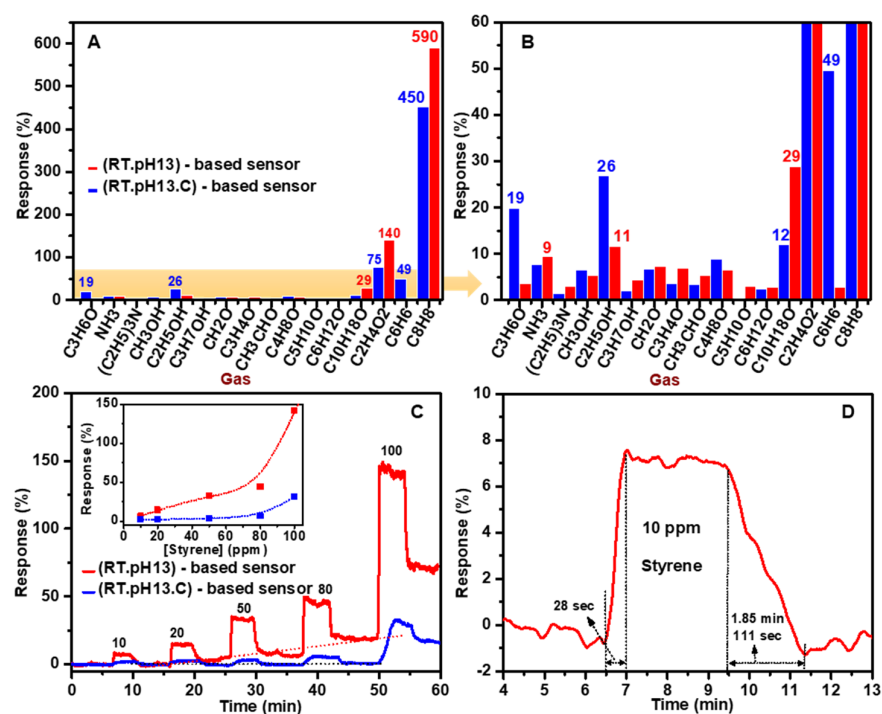 A
Response (%)
600
500
400
300
200
100
0
590
450
(RT.pH13) - based sensor
(RT.pH13.C) - based sensor
19
26
29
75
140
49
C3H6O
NH3
(C2H5)3N
CH3OH
C2H5OH
C3H7OH
CH2O
C3H4O
CH3CHO
C4H8O
C5H10O
C6H12O
C10H18O
C2H4O2
C6H6
C8H8
Gas
B
Response (%)
60
50
40
30
20
10
0
19
9
26
11
12
29
49
C3H6O
NH3
(C2H5)3N
CH3OH
C2H5OH
C3H7OH
CH2O
C3H4O
CH3CHO
C4H8O
C5H10O
C6H12O
C10H18O
C2H4O2
C6H6
C8H8
Gas
C
Response (%)
200
150
100
50
0
Response (%)
150
100
50
0
0
20
40
60
80
100
[Styrene] (ppm)
(RT.pH13) - based sensor
(RT.pH13.C) - based sensor
10
20
50
80
100
0
10
20
30
40
50
60
Time (min)
D
Response (%)
10
8
6
4
2
0
-2
10 ppm
Styrene
28 sec
1.85 min
111 sec
4
5
6
7
8
9
10
11
12
13
Time (min)